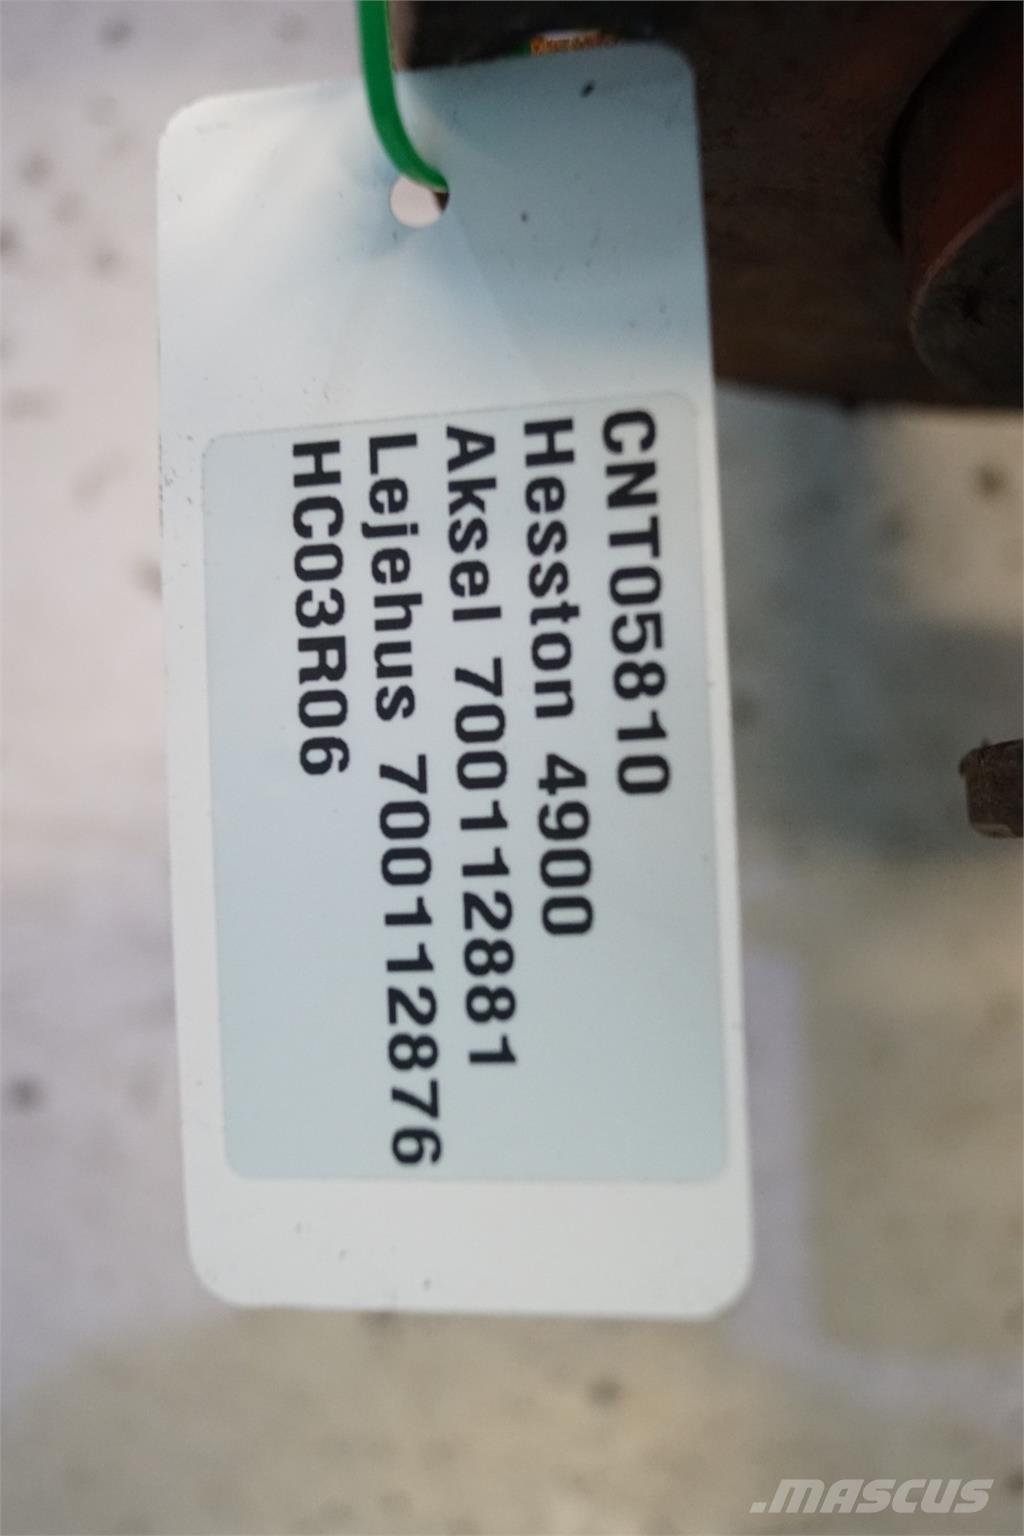 CNT05810
Hesston 4900
Aksel 700112881
Lejehus 700112876
HC03R06
.MASCUS